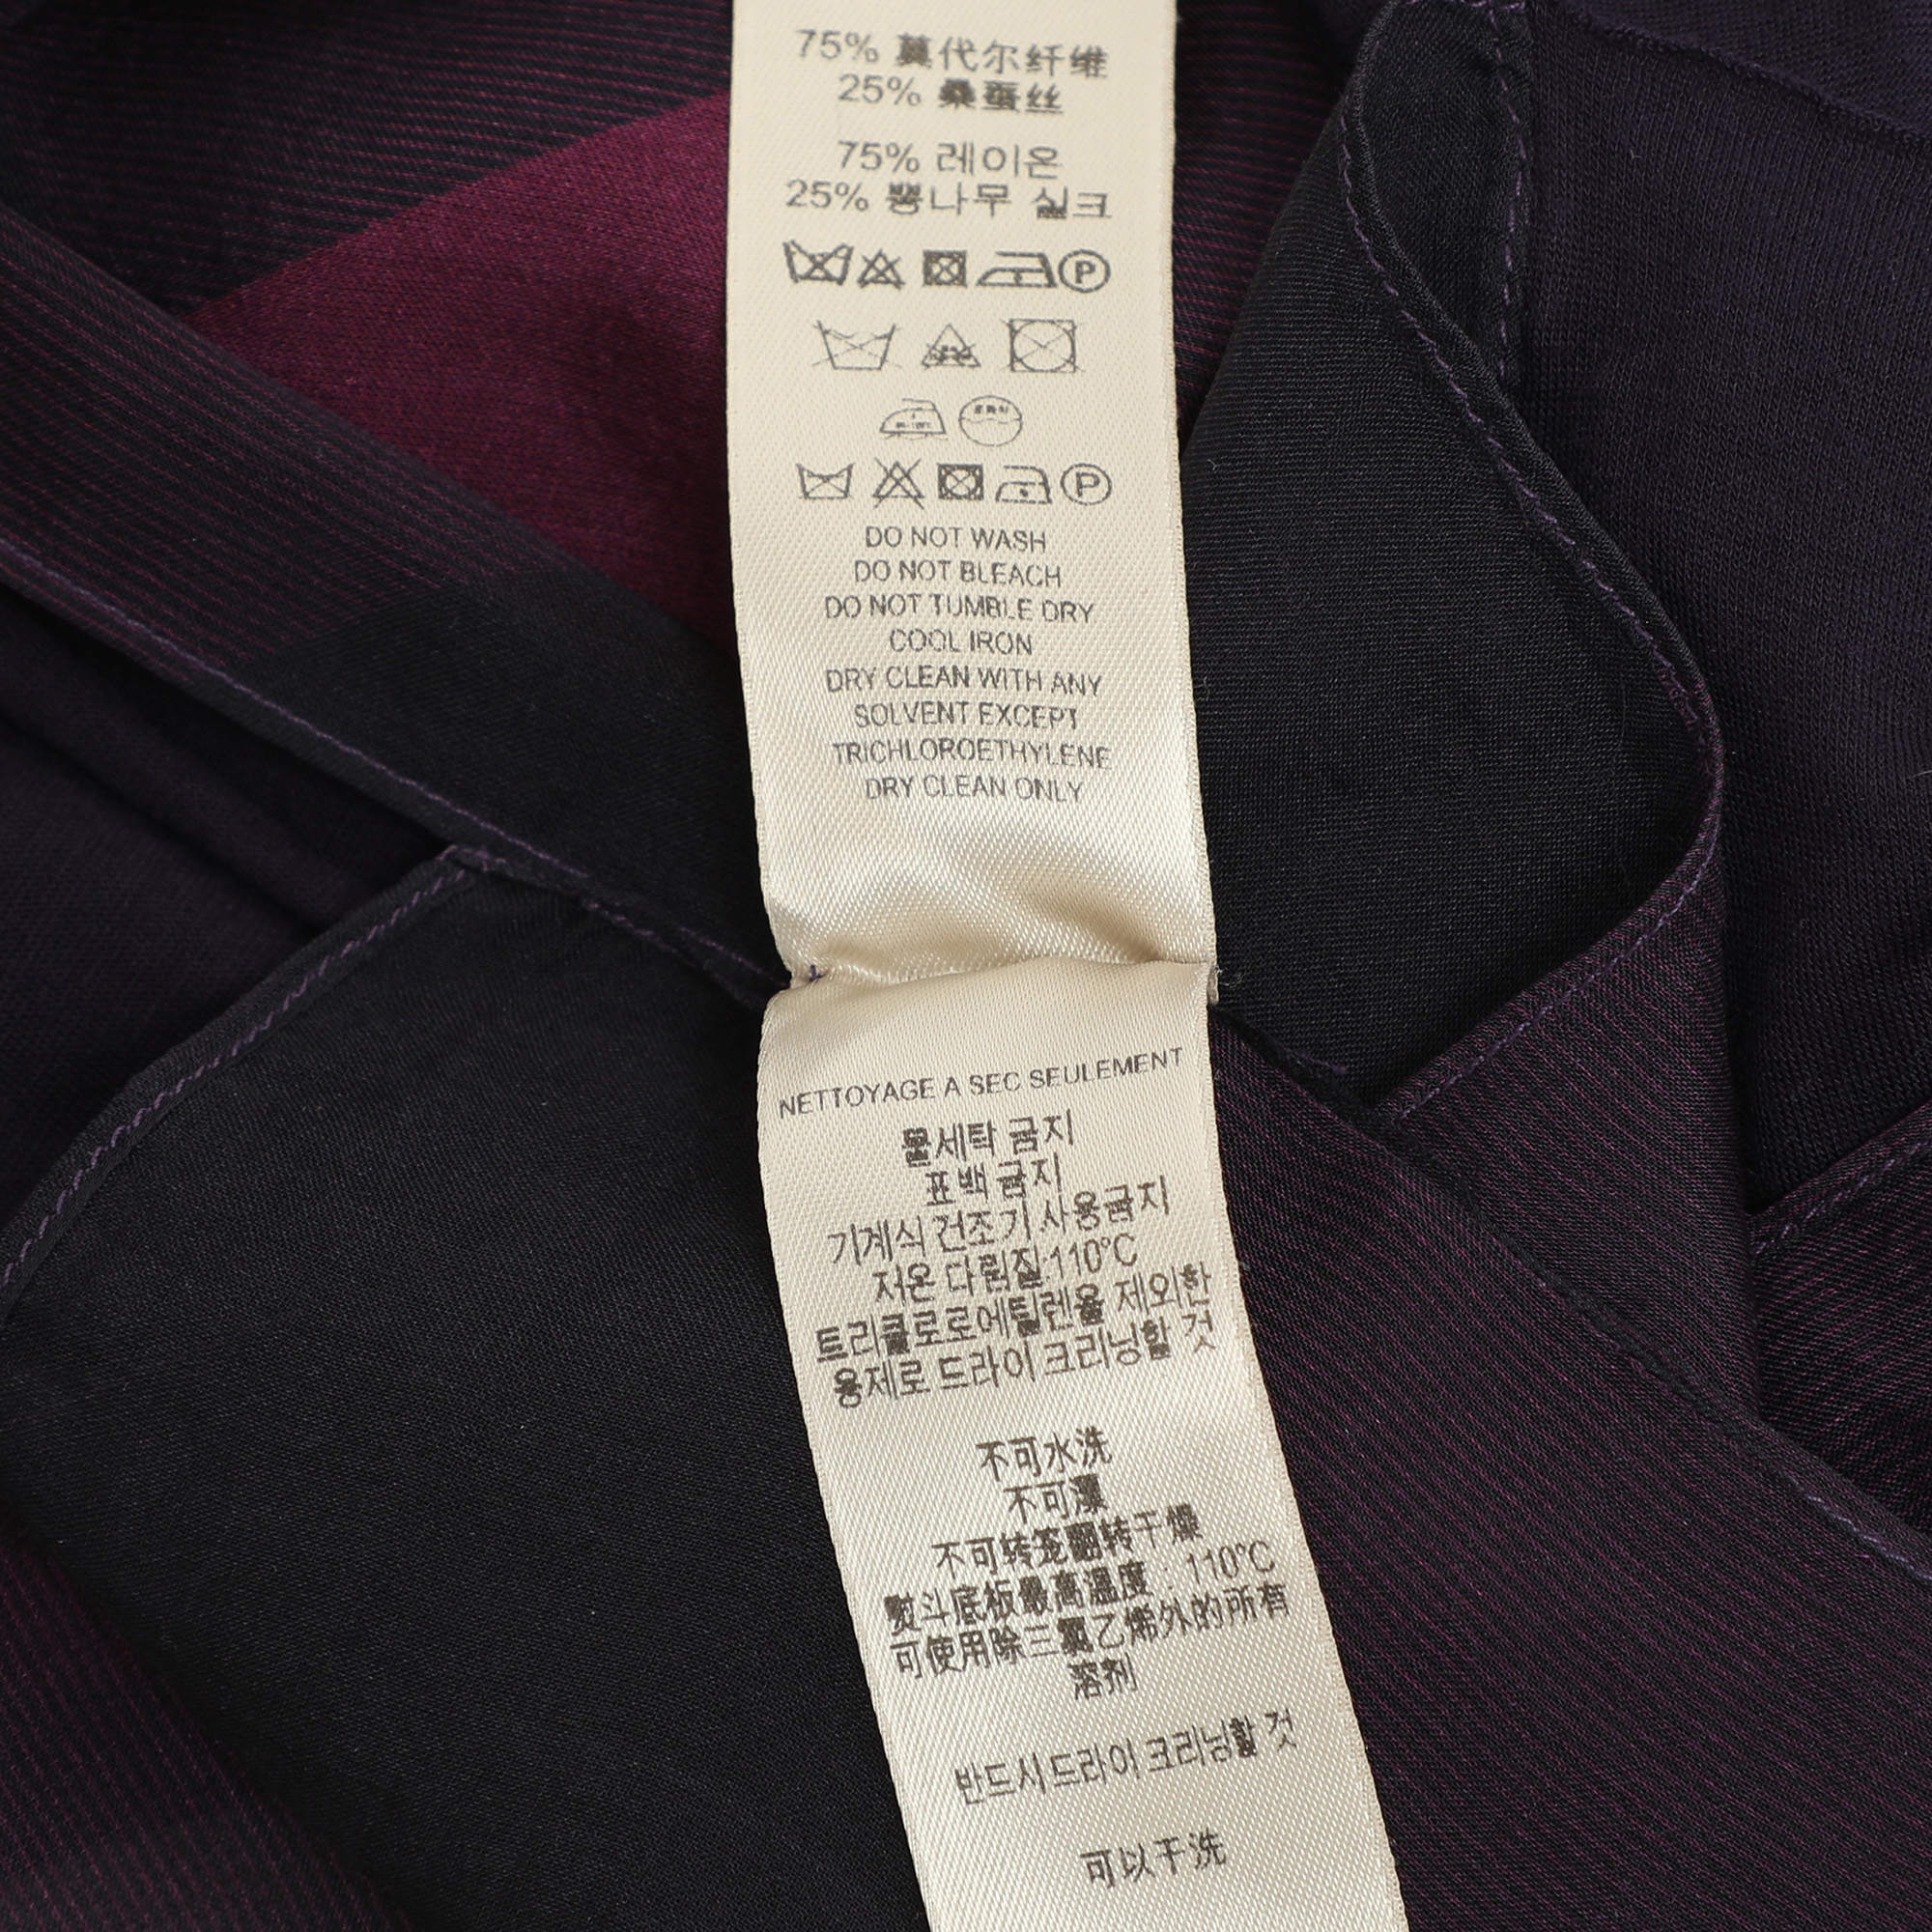 75% 莫代尔纤维
25% 桑蚕丝
75% 레이온
25% 뽕나무 실크
P
P
DO NOT WASH
DO NOT BLEACH
DO NOT TUMBLE DRY
COOL IRON
DRY CLEAN WITH ANY
SOLVENT EXCEPT
TRICHLOROETHYLENE
DRY CLEAN ONLY
NETTOYAGE A SEC SEULEMENT
물세탁 금지
표백 금지
기계식 건조기 사용금지
저온 다림질·110°C
트리클로로에틸렌을 제외한
용제로 드라이 크리닝할 것
不可水洗
不可漂
不可转笼翻转干燥
熨斗底板最高温度 : 110°C
可使用除三氯乙烯外的所有
溶剂
반드시 드라이 크리닝할 것
可以干洗